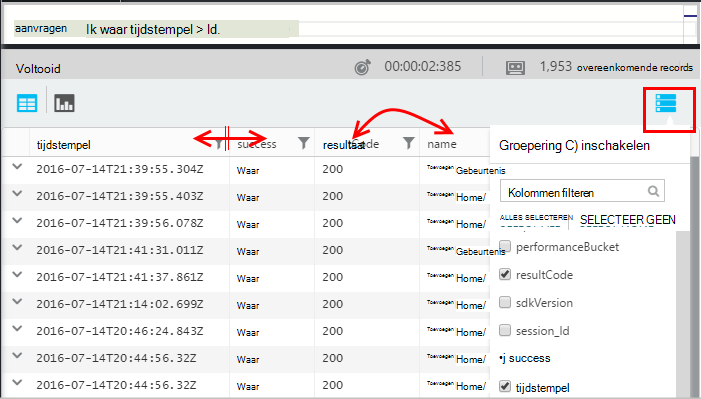 aanvragen Ik waar tijdstempel > Id.
Voltooid 00:00:02:385 1,953 overeenkomende records
tijdstempel success resultaat Code name
Groepering C) inschakelen
Kolommen filteren
ALLES SELECTEREN SELECTEER GEEN
2016-07-14T21:39:55.304Z Waar 200 Toevoegen Gebeurtenis
2016-07-14T21:39:55.403Z Waar 200 Toevoegen Home/
2016-07-14T21:39:56.078Z Waar 200 Toevoegen Home/
2016-07-14T21:41:31.011Z Waar 200 Toevoegen Gebeurtenis
2016-07-14T21:41:37.861Z Waar 200 Toevoegen Home/
2016-07-14T21:14:02.699Z Waar 200 Toevoegen Home/
2016-07-14T20:46:24.843Z Waar 200 Toevoegen Home/
2016-07-14T20:44:56.32Z Waar 200 Toevoegen Home/
2016-07-14T20:44:56.32Z Waar 200 Toevoegen Home/
performanceBucket
resultCode
sdkVersion
session_Id
•j success
tijdstempel